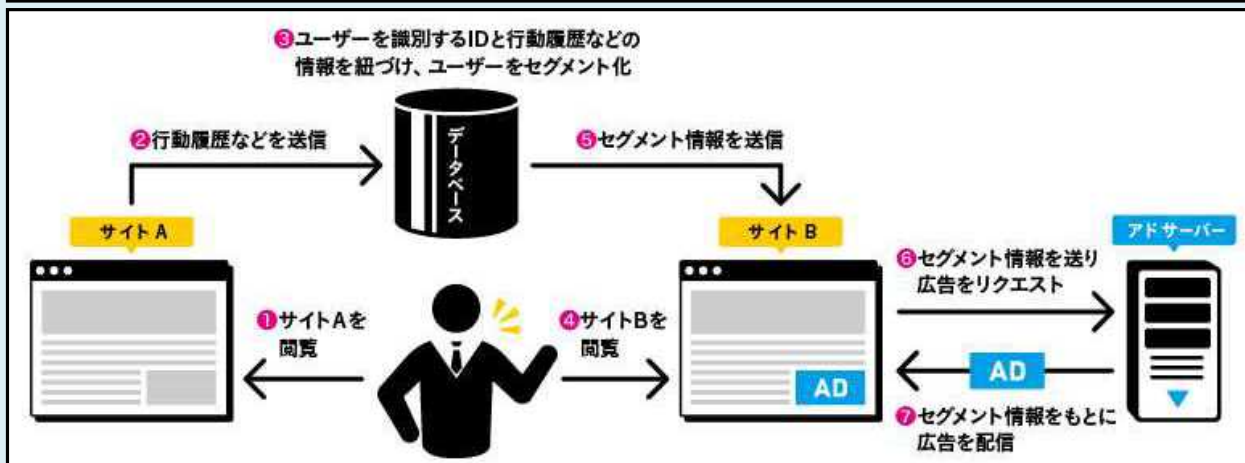 ❸ユーザーを識別するIDと行動履歴などの
情報を紐づけ、ユーザーをセグメント化
❷行動履歴などを送信
データベース
❺セグメント情報を送信
サイト A
サイト B
アド サーバー
❶サイトAを
閲覧
❹サイトBを
閲覧
❻セグメント情報を送り
広告をリクエスト
AD
AD
❼セグメント情報をもとに
広告を配信